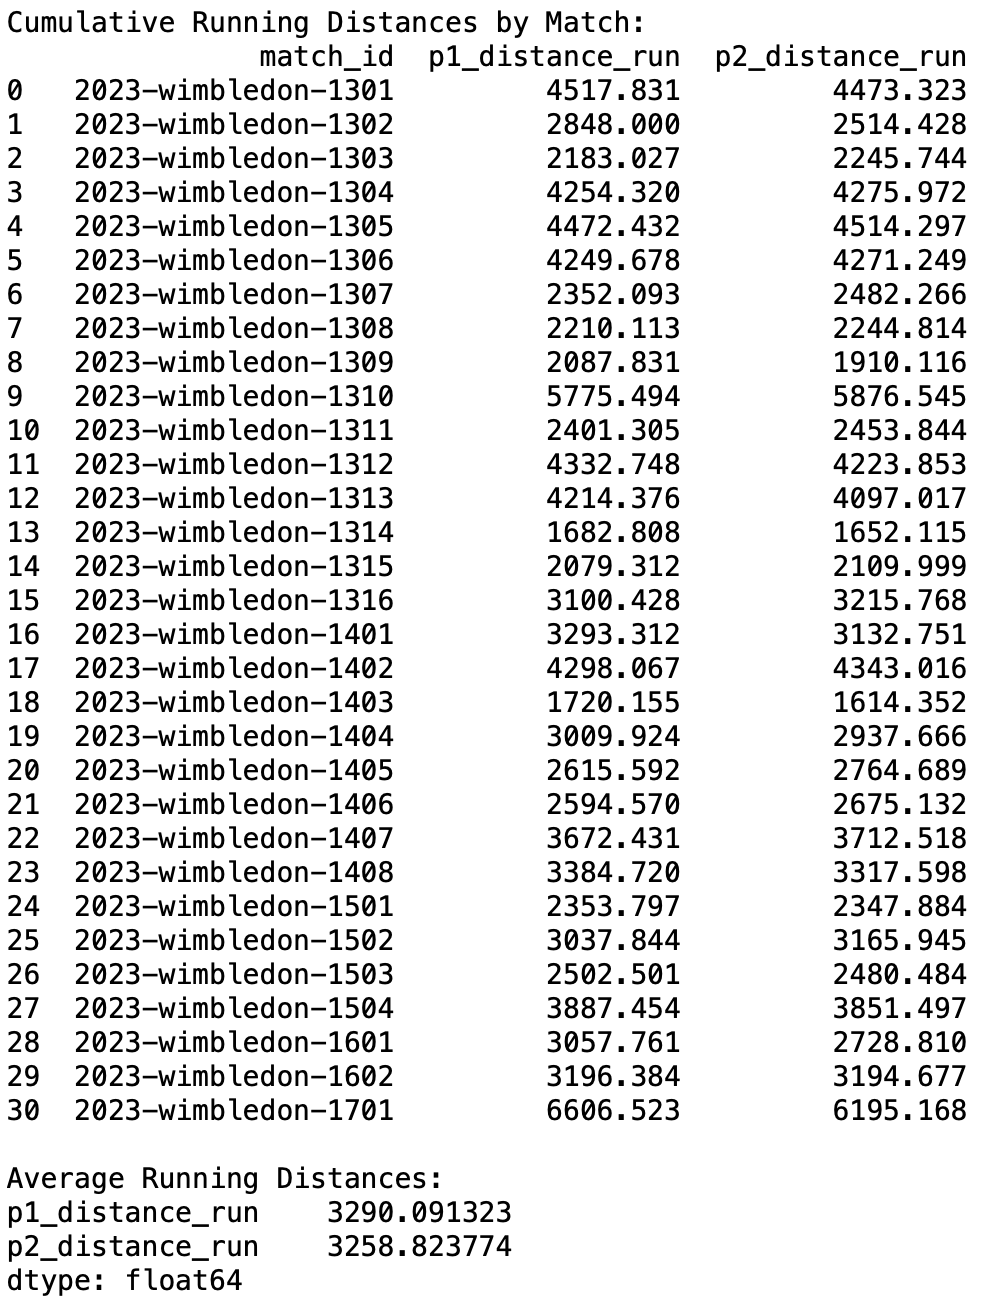 Cumulative Running Distances by Match:
match_id p1_distance_run p2_distance_run
0 2023-wimbledon-1301 4517.831 4473.323
1 2023-wimbledon-1302 2848.000 2514.428
2 2023-wimbledon-1303 2183.027 2245.744
3 2023-wimbledon-1304 4254.320 4275.972
4 2023-wimbledon-1305 4472.432 4514.297
5 2023-wimbledon-1306 4249.678 4271.249
6 2023-wimbledon-1307 2352.093 2482.266
7 2023-wimbledon-1308 2210.113 2244.814
8 2023-wimbledon-1309 2087.831 1910.116
9 2023-wimbledon-1310 5775.494 5876.545
10 2023-wimbledon-1311 2401.305 2453.844
11 2023-wimbledon-1312 4332.748 4223.853
12 2023-wimbledon-1313 4214.376 4097.017
13 2023-wimbledon-1314 1682.808 1652.115
14 2023-wimbledon-1315 2079.312 2109.999
15 2023-wimbledon-1316 3100.428 3215.768
16 2023-wimbledon-1401 3293.312 3132.751
17 2023-wimbledon-1402 4298.067 4343.016
18 2023-wimbledon-1403 1720.155 1614.352
19 2023-wimbledon-1404 3009.924 2937.666
20 2023-wimbledon-1405 2615.592 2764.689
21 2023-wimbledon-1406 2594.570 2675.132
22 2023-wimbledon-1407 3672.431 3712.518
23 2023-wimbledon-1408 3384.720 3317.598
24 2023-wimbledon-1501 2353.797 2347.884
25 2023-wimbledon-1502 3037.844 3165.945
26 2023-wimbledon-1503 2502.501 2480.484
27 2023-wimbledon-1504 3887.454 3851.497
28 2023-wimbledon-1601 3057.761 2728.810
29 2023-wimbledon-1602 3196.384 3194.677
30 2023-wimbledon-1701 6606.523 6195.168
Average Running Distances:
p1_distance_run 3290.091323
p2_distance_run 3258.823774
dtype: float64